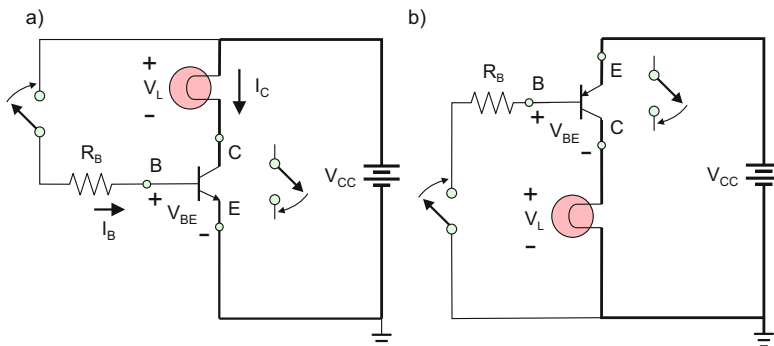 a)
+
V_L
-
I_C
C
R_B
B
+
V_BE
E
-
I_B
V_CC
b)
E
R_B
B
+
V_BE
C
-
+
V_L
-
V_CC